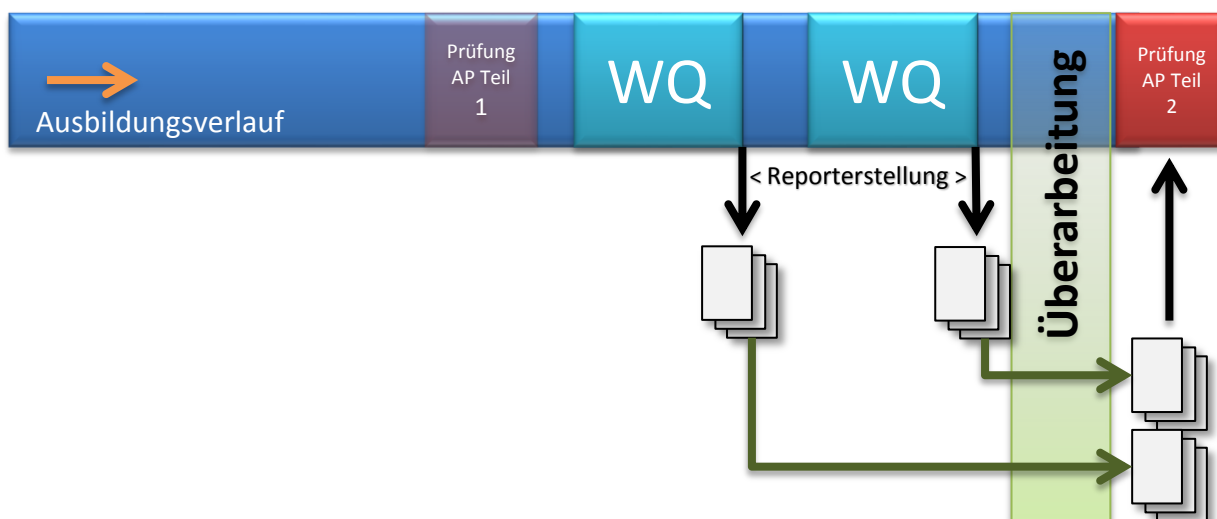 Ausbildungsverlauf
Prüfung
AP Teil
1
WQ
WQ
Überarbeitung
Prüfung
AP Teil
2
< Reporterstellung >